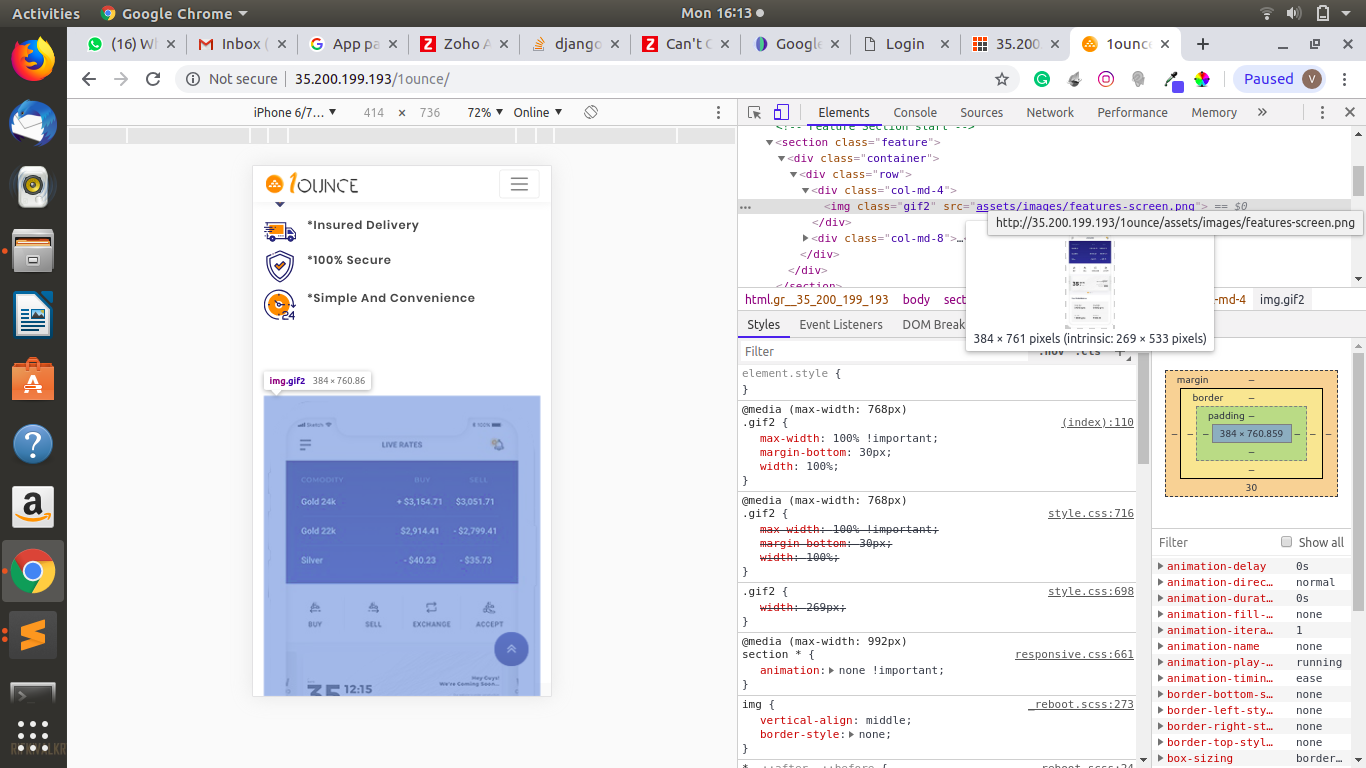 Activities
Google Chrome
Mon 16:13
(16) Wh
Inbox (
App pa
Zoho A
django
Can't C
Google
Login
35.200
1ounce
Not secure
35.200.199.193/1ounce/
Paused
V
iPhone 6/7...
414 × 736
72%
Online
Elements
Console
Sources
Network
Performance
Memory
<!-- Feature Section start -->
<section class="feature">
<div class="container">
<div class="row">
<div class="col-md-4">
<img class="gif2" src="assets/images/features-screen.png"> == $0
</div>
<div class="col-md-8">…
</div>
</div>
</section>
http://35.200.199.193/1ounce/assets/images/features-screen.png
384 × 761 pixels (intrinsic: 269 × 533 pixels)
html.gr__35_200_199_193
body
sect
-md-4
img.gif2
Styles
Event Listeners
DOM Break
Filter
:hov
.cls
element.style {
}
@media (max-width: 768px)
.gif2 {
(index):110
max-width: 100% !important;
margin-bottom: 30px;
width: 100%;
}
@media (max-width: 768px)
.gif2 {
style.css:716
max-width: 100% !important;
margin-bottom: 30px;
width: 100%;
}
.gif2 {
style.css:698
width: 269px;
}
@media (max-width: 992px)
section * {
responsive.css:661
animation: none !important;
}
img {
_reboot.scss:273
vertical-align: middle;
border-style: none;
}
*, ::after, ::before {
_reboot.scss:24
margin
–
border
–
padding
–
384 × 760.859
–
–
30
Filter
Show all
animation-delay 0s
animation-direc… normal
animation-durat… 0s
animation-fill-… none
animation-itera… 1
animation-name none
animation-play-… running
animation-timin… ease
border-bottom-s… none
border-left-sty… none
border-right-st… none
border-top-styl… none
box-sizing border…
1OUNCE
*Insured Delivery
*100% Secure
*Simple And Convenience
24
img.gif2 384 × 760.86
100%
LIVE RATES
COMODITY BUY SELL
Gold 24k + $3,154.71 $3,051.71
Gold 22k $2,914.41 - $2,799.41
Silver - $40.23 - $35.73
BUY
SELL
EXCHANGE
ACCEPT
35
12:15
Hey Guys!
We're Coming Soon...